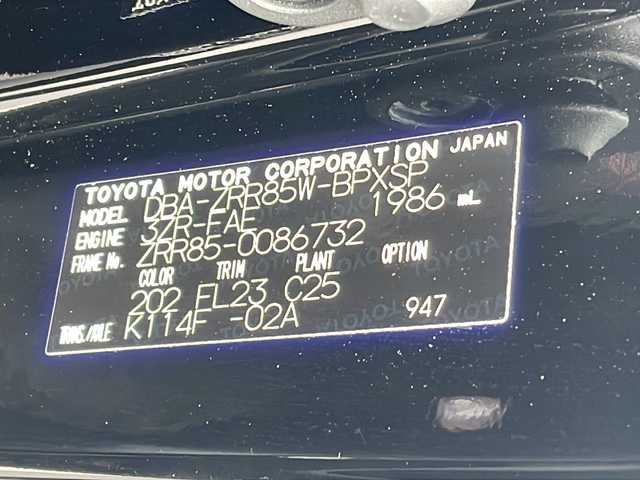 TOYOTA MOTOR CORPORATION JAPAN
MODEL DBA-ZRR85W-BPXSP
ENGINE 3ZR-FAE 1986 mL
FRAME No. ZRR85-0086732
COLOR TRIM PLANT OPTION
202 FL23 C25
TRANS./AXLE K114F -02A 947